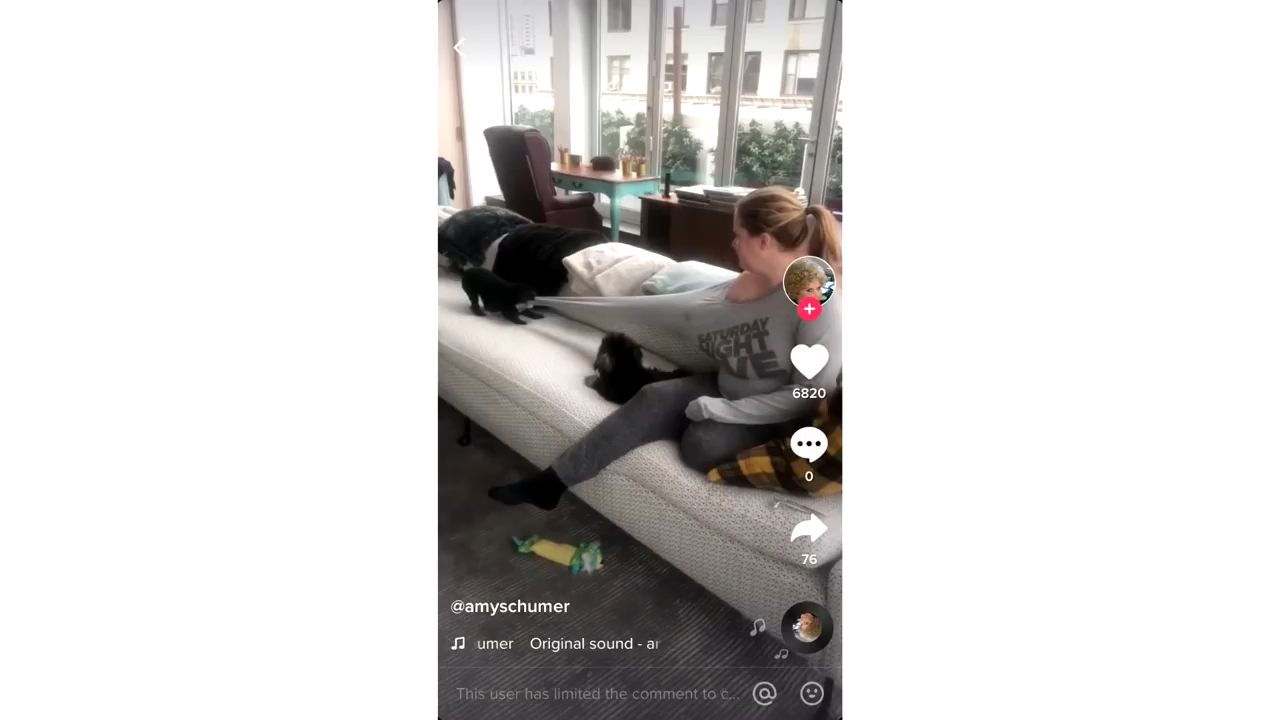 SATURDAY
NIGHT
LIVE
6820
0
76
@amyschumer
umer Original sound - ar
This user has limited the comment to c...